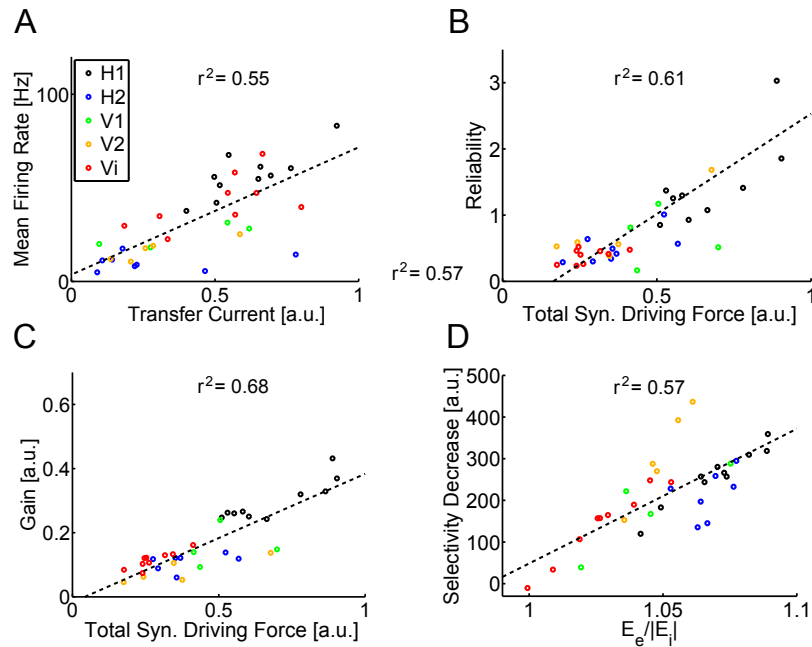 A
r² = 0.55
H1
H2
V1
V2
Vi
Mean Firing Rate [Hz]
100
0
0
0.5
1
Transfer Current [a.u.]
B
r² = 0.61
Reliability
3
2
1
0
0
0.5
1
Total Syn. Driving Force [a.u.]
r² = 0.57
C
r² = 0.68
Gain [a.u.]
0.6
0.4
0.2
0
0
0.5
1
Total Syn. Driving Force [a.u.]
D
r² = 0.57
Selectivity Decrease [a.u.]
500
400
300
200
100
0
1
1.05
1.1
E_e/|E_i|